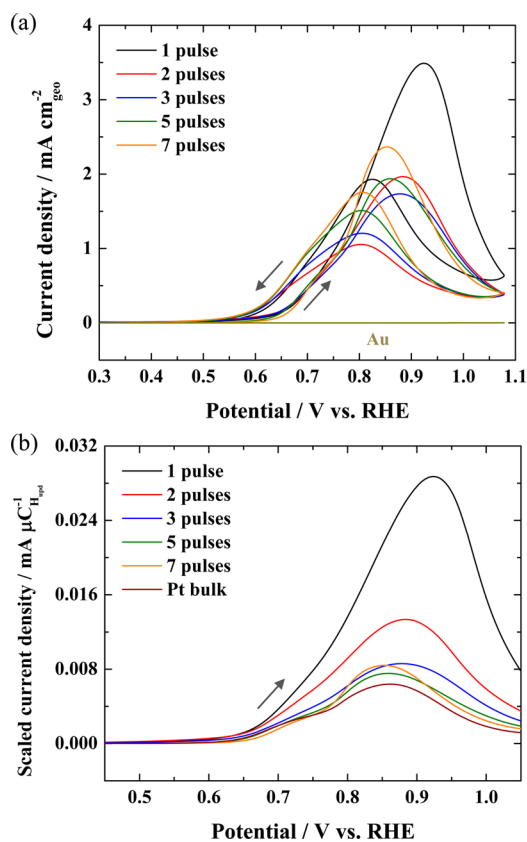 (a)
4
3
2
1
0
Current density / mA cm⁻²geo
1 pulse
2 pulses
3 pulses
5 pulses
7 pulses
Au
0.3 0.4 0.5 0.6 0.7 0.8 0.9 1.0 1.1
Potential / V vs. RHE
(b)
0.032
0.024
0.016
0.008
0.000
Scaled current density / mA μC⁻¹Hupd
1 pulse
2 pulses
3 pulses
5 pulses
7 pulses
Pt bulk
0.5 0.6 0.7 0.8 0.9 1.0
Potential / V vs. RHE